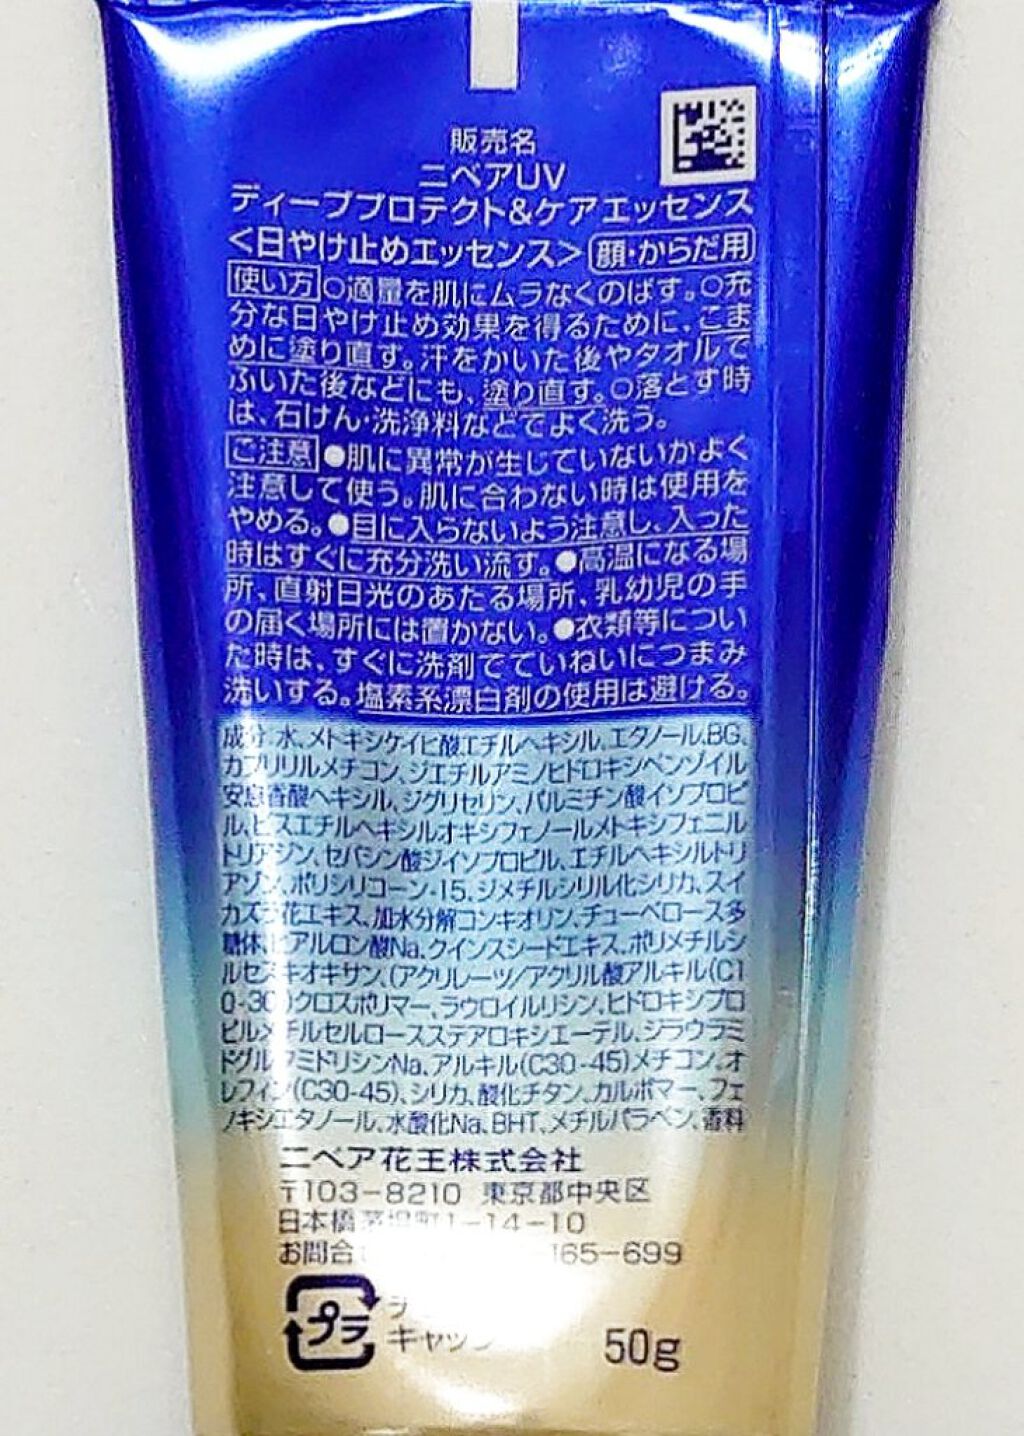 販売名
ニベアUV
ディーププロテクト&ケアエッセンス
<日やけ止めエッセンス> 顔・からだ用
使い方 ○適量を肌にムラなくのばす。○充
分な日やけ止め効果を得るために、こま
めに塗り直す。汗をかいた後やタオルで
ふいた後などにも、塗り直す。○落とす時
は、石けん・洗浄料などでよく洗う。
ご注意 ●肌に異常が生じていないかよく
注意して使う。肌に合わない時は使用を
やめる。●目に入らないよう注意し、入った
時はすぐに充分洗い流す。●高温になる場
所、直射日光のあたる場所、乳幼児の手
の届く場所には置かない。●衣類等につい
た時は、すぐに洗剤でていねいにつまみ
洗いする。塩素系漂白剤の使用は避ける。
成分:水、メトキシケイヒ酸エチルヘキシル、エタノール、BG、
カプリリルメチコン、ジエチルアミノヒドロキシベンゾイル
安息香酸ヘキシル、ジグリセリン、パルミチン酸イソプロピ
ル、ビスエチルヘキシルオキシフェノールメトキシフェニル
トリアジン、セバシン酸ジイソプロピル、エチルヘキシルトリ
アゾン、ポリシリコーン-15、ジメチルシリル化シリカ、スイ
カズラ花エキス、加水分解コンキオリン、チューベロース多
糖体、ヒアルロン酸Na、クインスシードエキス、ポリメチルシ
ルセスキオキサン、(アクリレーツ/アクリル酸アルキル(C1
0-30))クロスポリマー、ラウロイルリシン、ヒドロキシプロ
ピルメチルセルロースステアロキシエーテル、ジラウラミ
ドグルタミドリシンNa、アルキル(C30-45)メチコン、オ
レフィン(C30-45)、シリカ、酸化チタン、カルボマー、フェ
ノキシエタノール、水酸化Na、BHT、メチルパラベン、香料
ニベア花王株式会社
〒103-8210 東京都中央区
日本橋茅場町1-14-10
お問合 165-699
プラ
キャップ 50g